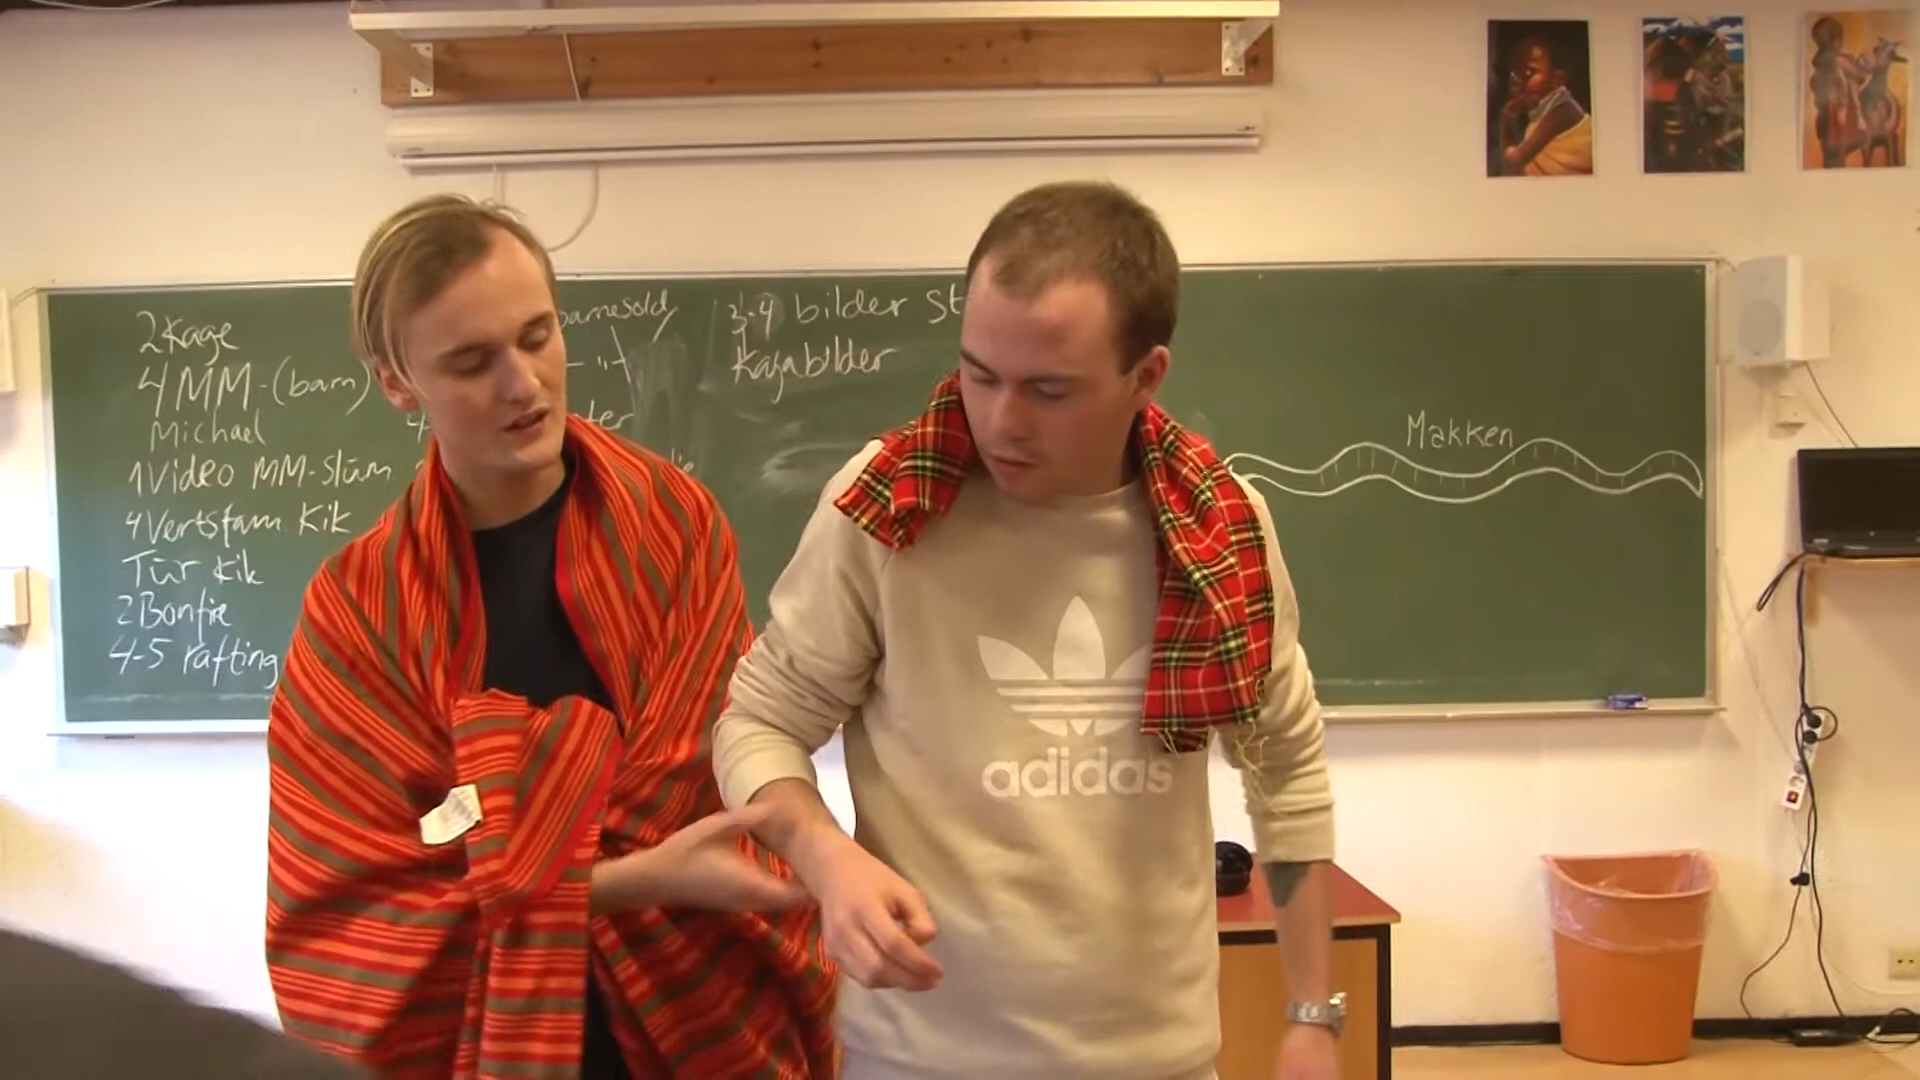 2 Kage
4 MM-(barn)
Michael
1 Video MM-slum
4 Vertsfam. Kik
Tur Kik
2 Bonfire
4-5 rafting
barnesold
3-4 bilder st
Kajabilder
Makken
adidas